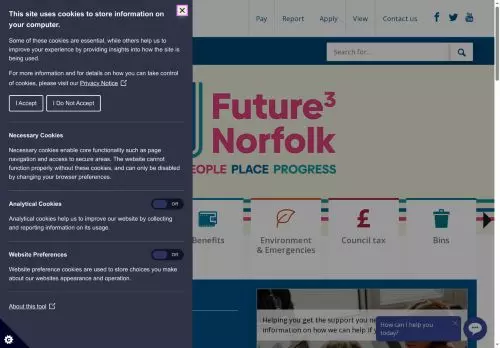 This site uses cookies to store information on
your computer.
Some of these cookies are essential, while others help us to
improve your experience by providing insights into how the site is
being used.
For more information and for details on how you can take control
of cookies, please visit our Privacy Notice
I Accept
I Do Not Accept
Necessary Cookies
Necessary cookies enable core functionality such as page
navigation and access to secure areas. The website cannot
function properly without these cookies, and can only be disabled
by changing your browser preferences.
Analytical Cookies
Off
Analytical cookies help us to improve our website by collecting
and reporting information on its usage.
Website Preferences
Off
Website preference cookies are used to store choices you make
about our websites appearance and operation.
About this tool
Pay
Report
Apply
View
Contact us
Search for...
Future³
Norfolk
PLACE PROGRESS
Benefits
Environment
& Emergencies
Council tax
Bins
Helping you get the support you
information on how we can help if
How can I help you
today?